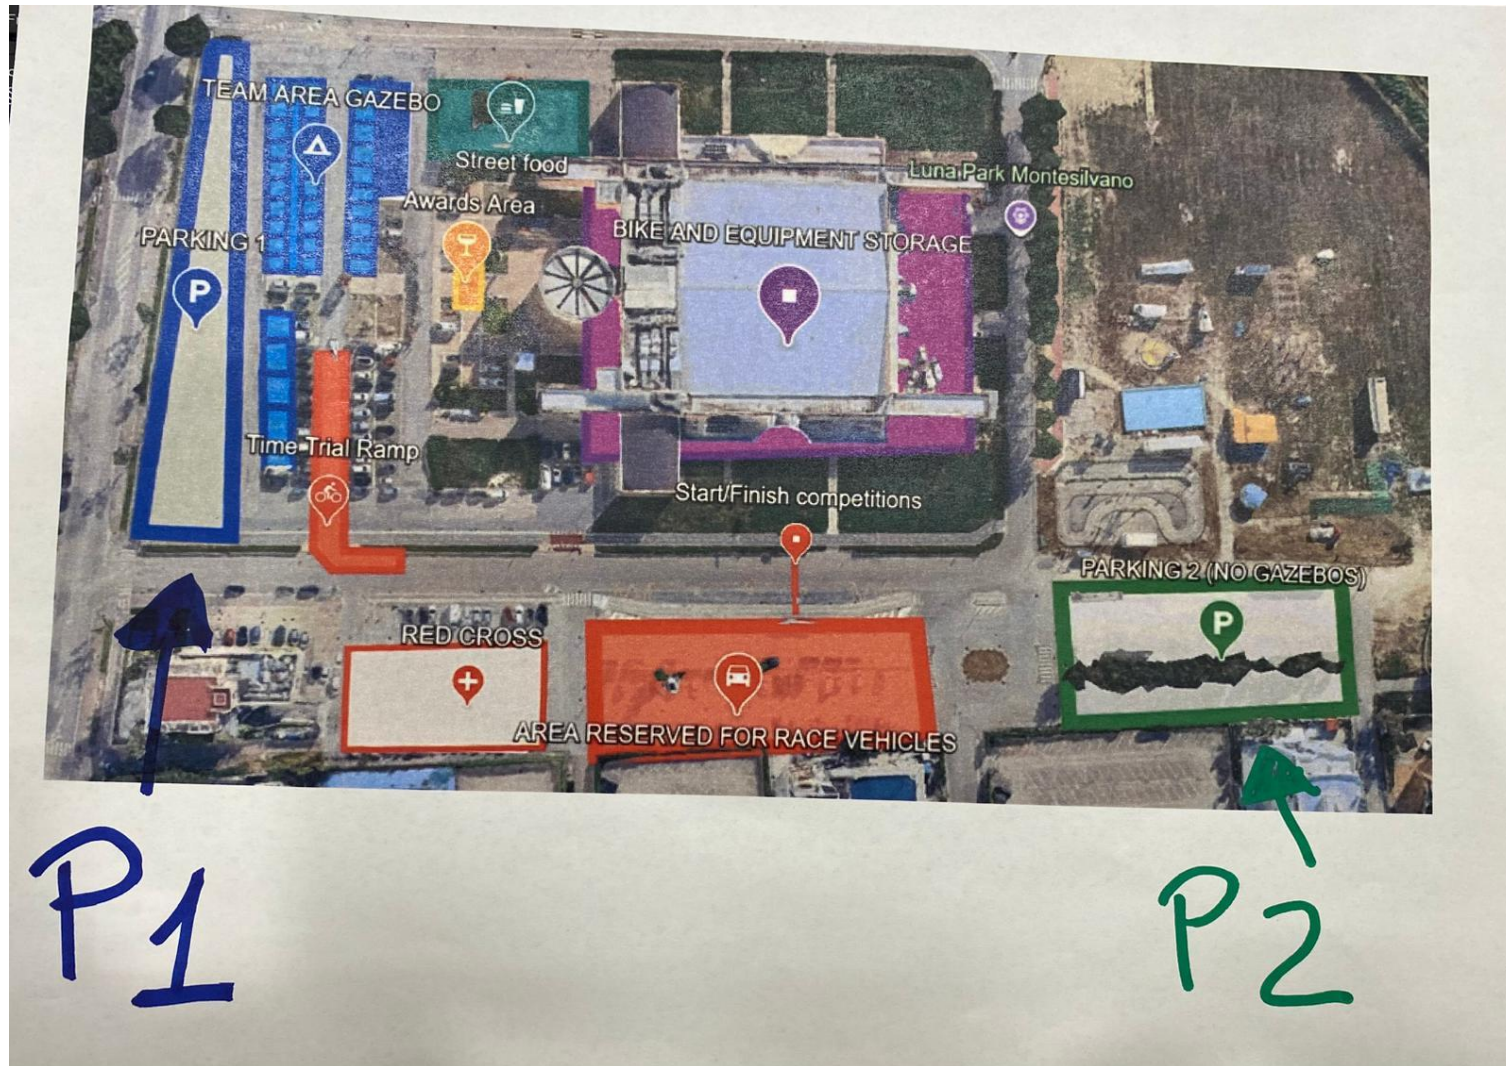 TEAM AREA GAZEBO
Street food
Awards Area
Luna Park Montesilvano
PARKING 1
P
BIKE AND EQUIPMENT STORAGE
Time Trial Ramp
Start/Finish competitions
PARKING 2 (NO GAZEBOS)
P
RED CROSS
AREA RESERVED FOR RACE VEHICLES
P1
P2